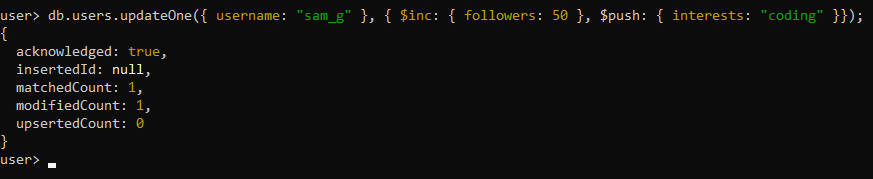 user> db.users.updateOne({ username: "sam_g" }, { $inc: { followers: 50 }, $push: { interests: "coding" }});
{
  acknowledged: true,
  insertedId: null,
  matchedCount: 1,
  modifiedCount: 1,
  upsertedCount: 0
}
user>